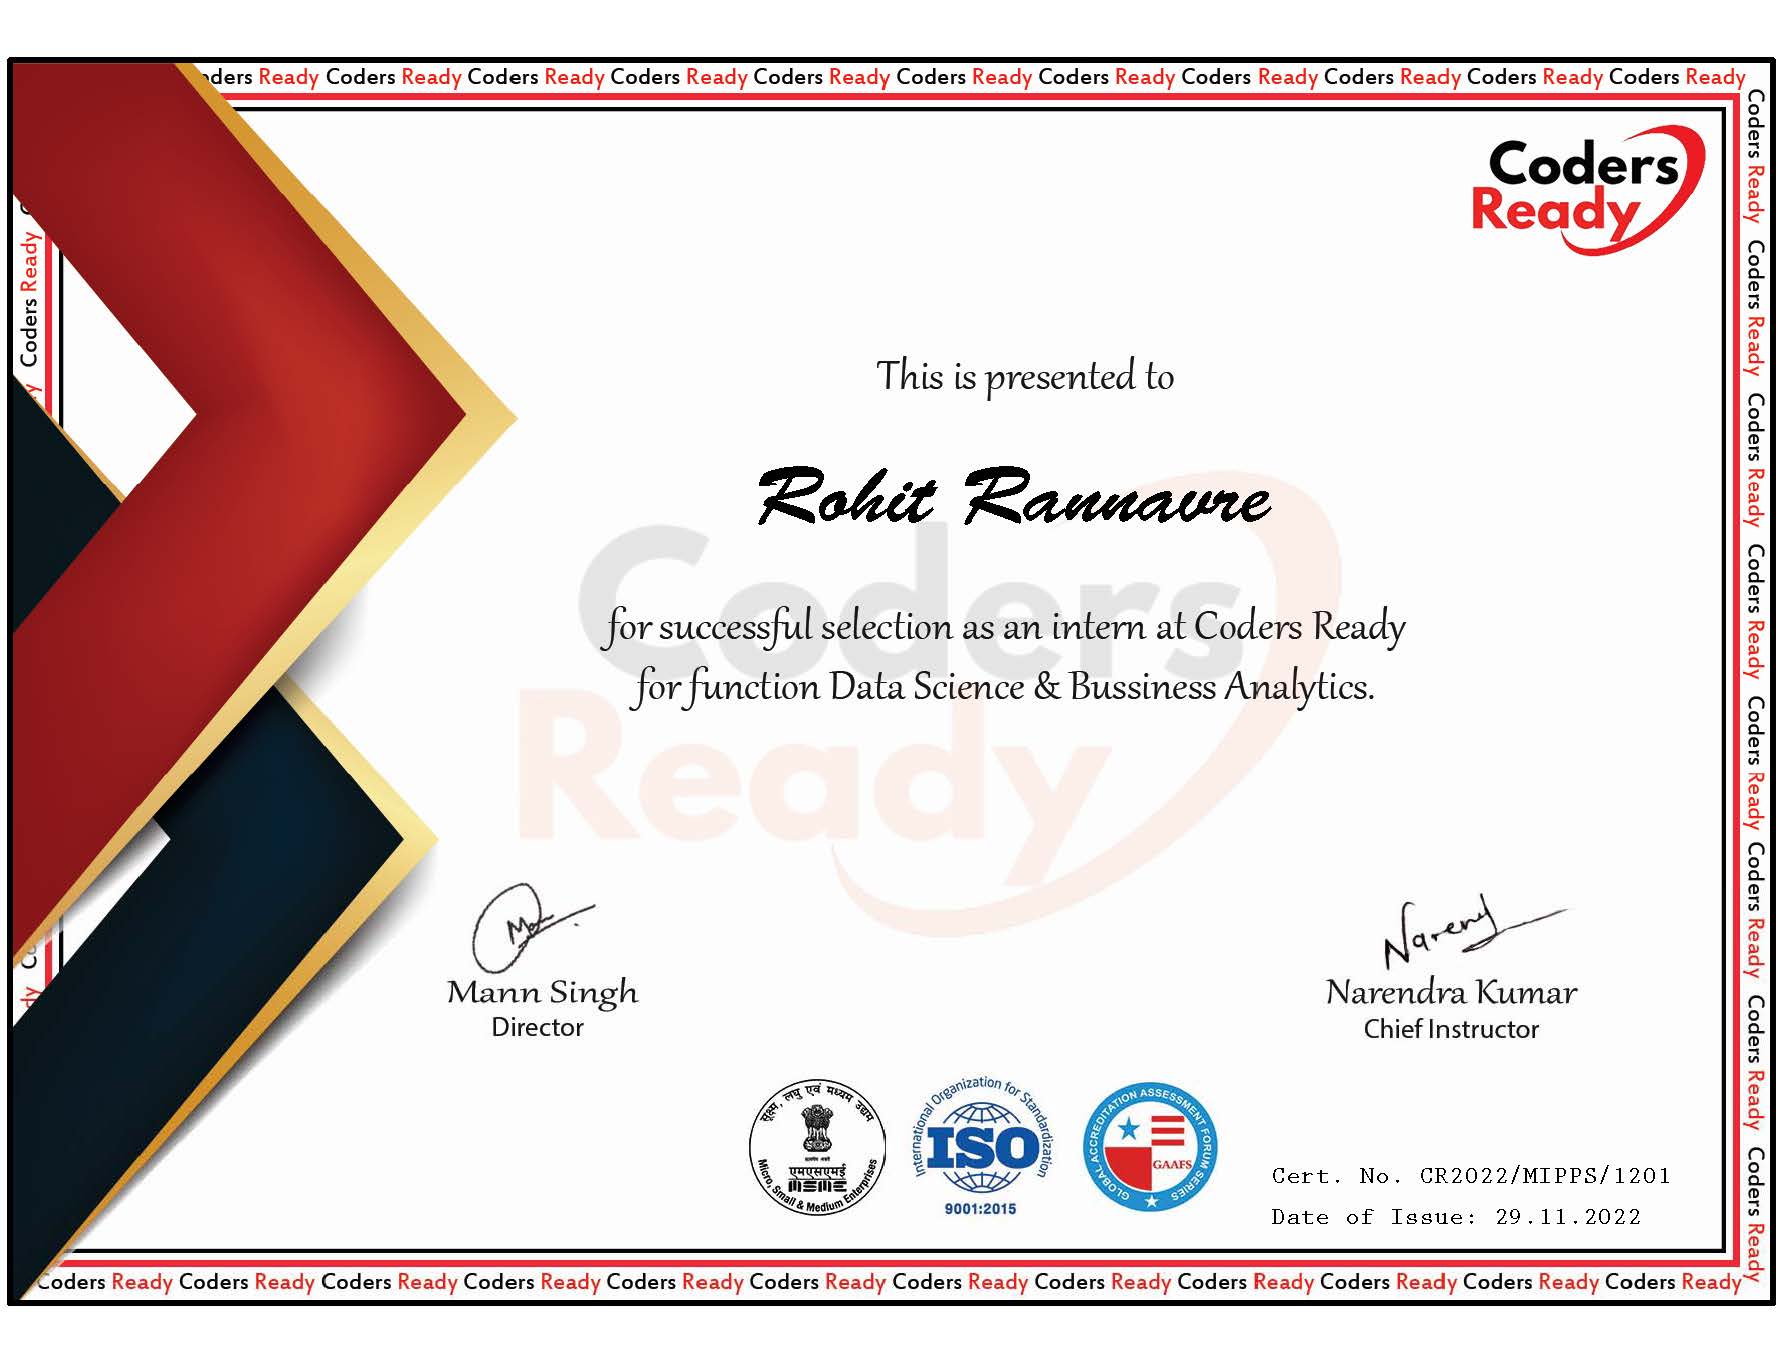 ders Ready Coders Ready Coders Ready Coders Ready Coders Ready Coders Ready Coders Ready Coders Ready Coders Ready Coders Ready Coders Ready
Coders Ready
This is presented to
Rohit Rannavre
for successful selection as an intern at Coders Ready
for function Data Science & Bussiness Analytics.
Coders
Ready
Mann
Mann Singh
Director
Nareny
Narendra Kumar
Chief Instructor
सूक्ष्म, लघु एवं मध्यम उद्यम
एमएसएमई
MSME
Micro, Small & Medium Enterprises
International Organization for Standardization
ISO
9001:2015
GLOBAL ACCREDITATION ASSESSMENT FORUM SERIES
GAAFS
Cert. No. CR2022/MIPPS/1201
Date of Issue: 29.11.2022
Coders Ready
Coders Ready Coders Ready Coders Ready Coders Ready Coders Ready Coders Ready Coders Ready Coders Ready
Coders Ready Coders Ready Coders Ready Coders Ready Coders Ready Coders Ready Coders Ready Coders Ready Coders Ready Coders Ready Coders Ready Coders Ready